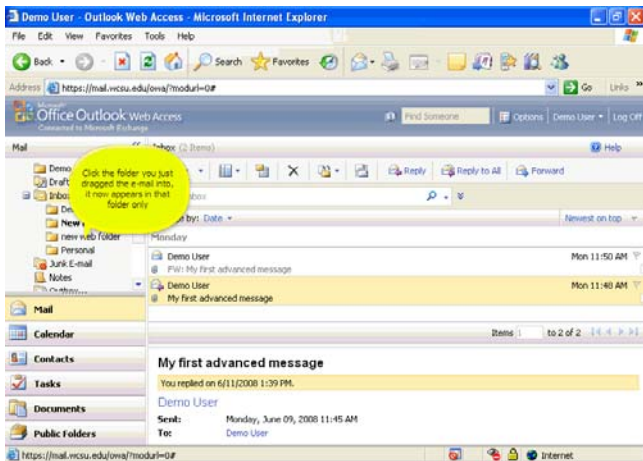 Demo User - Outlook Web Access - Microsoft Internet Explorer
File Edit View Favorites Tools Help
Back Search Favorites
Address https://mail.wcsu.edu/owa/?modurl=0# Go Links »
Microsoft
Office Outlook Web Access
Connected to Microsoft Exchange
Find Someone Options Demo User Log Off
Mail Inbox (2 Items) Help
Demo
Click the folder you just
dragged the e-mail into,
it now appears in that
folder only
Reply Reply to All Forward
Draft
Inbox
by: Date Newest on top
new web folder
Monday
Personal
Demo User Mon 11:50 AM
Junk E-mail
FW: My first advanced message
Notes
Demo User Mon 11:48 AM
My first advanced message
Mail
Calendar
Items 1 to 2 of 2
Contacts
My first advanced message
Tasks
You replied on 6/11/2008 1:39 PM.
Demo User
Documents
Sent: Monday, June 09, 2008 11:45 AM
Public Folders
To: Demo User
https://mail.wcsu.edu/owa/?modurl=0# Internet